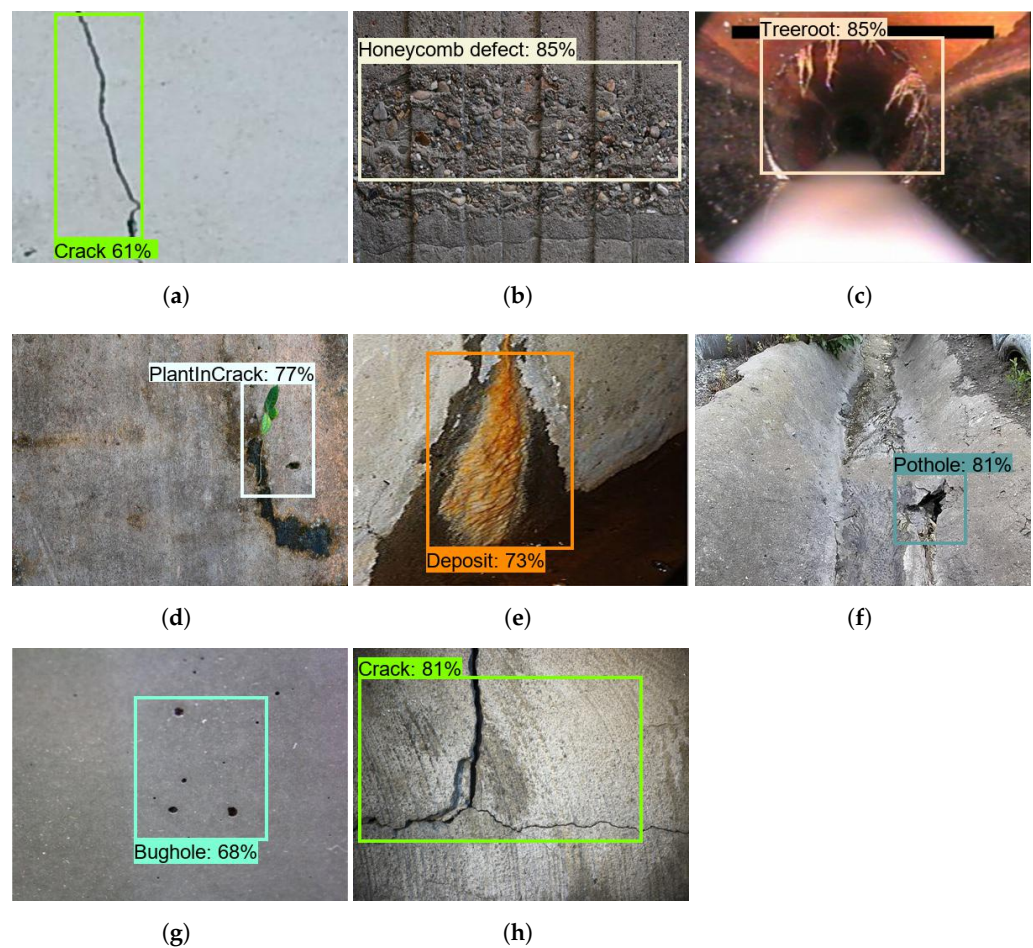 Crack 61%
Honeycomb defect: 85%
Treeroot: 85%
(a)
(b)
(c)
PlantInCrack: 77%
Deposit: 73%
Pothole: 81%
(d)
(e)
(f)
Bughole: 68%
Crack: 81%
(g)
(h)